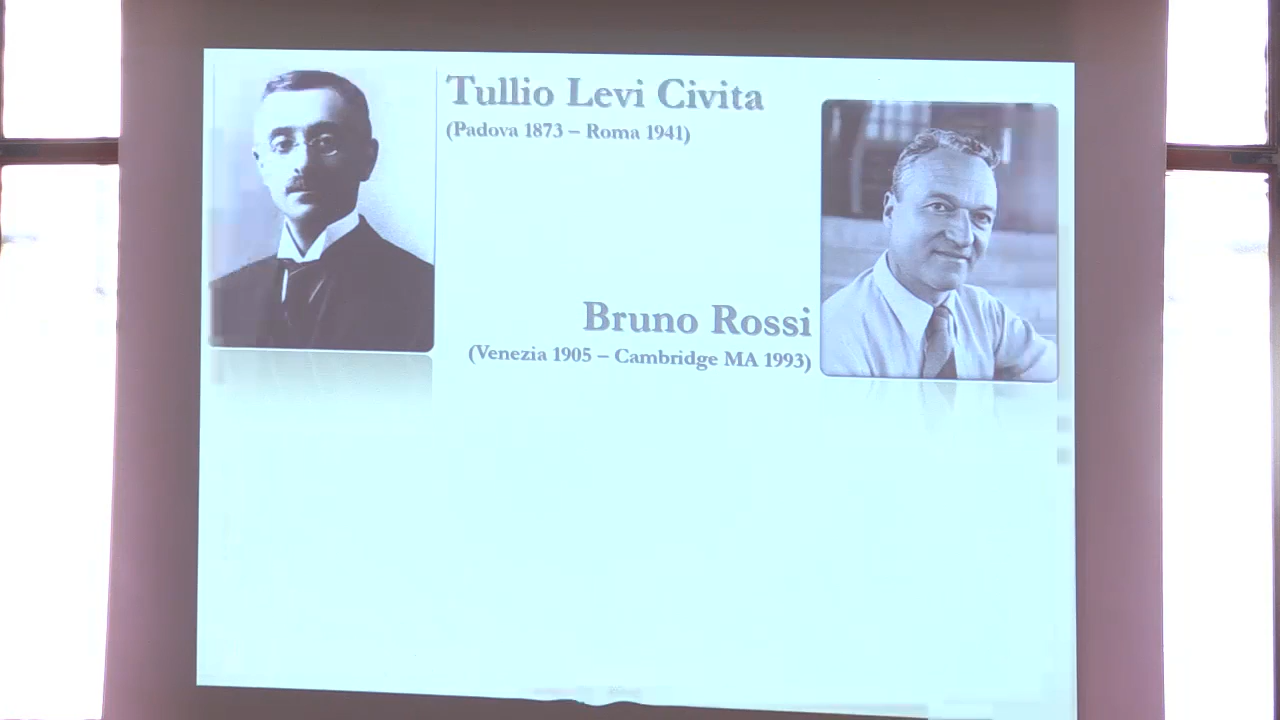 Tullio Levi Civita
(Padova 1873 – Roma 1941)
Bruno Rossi
(Venezia 1905 – Cambridge MA 1993)